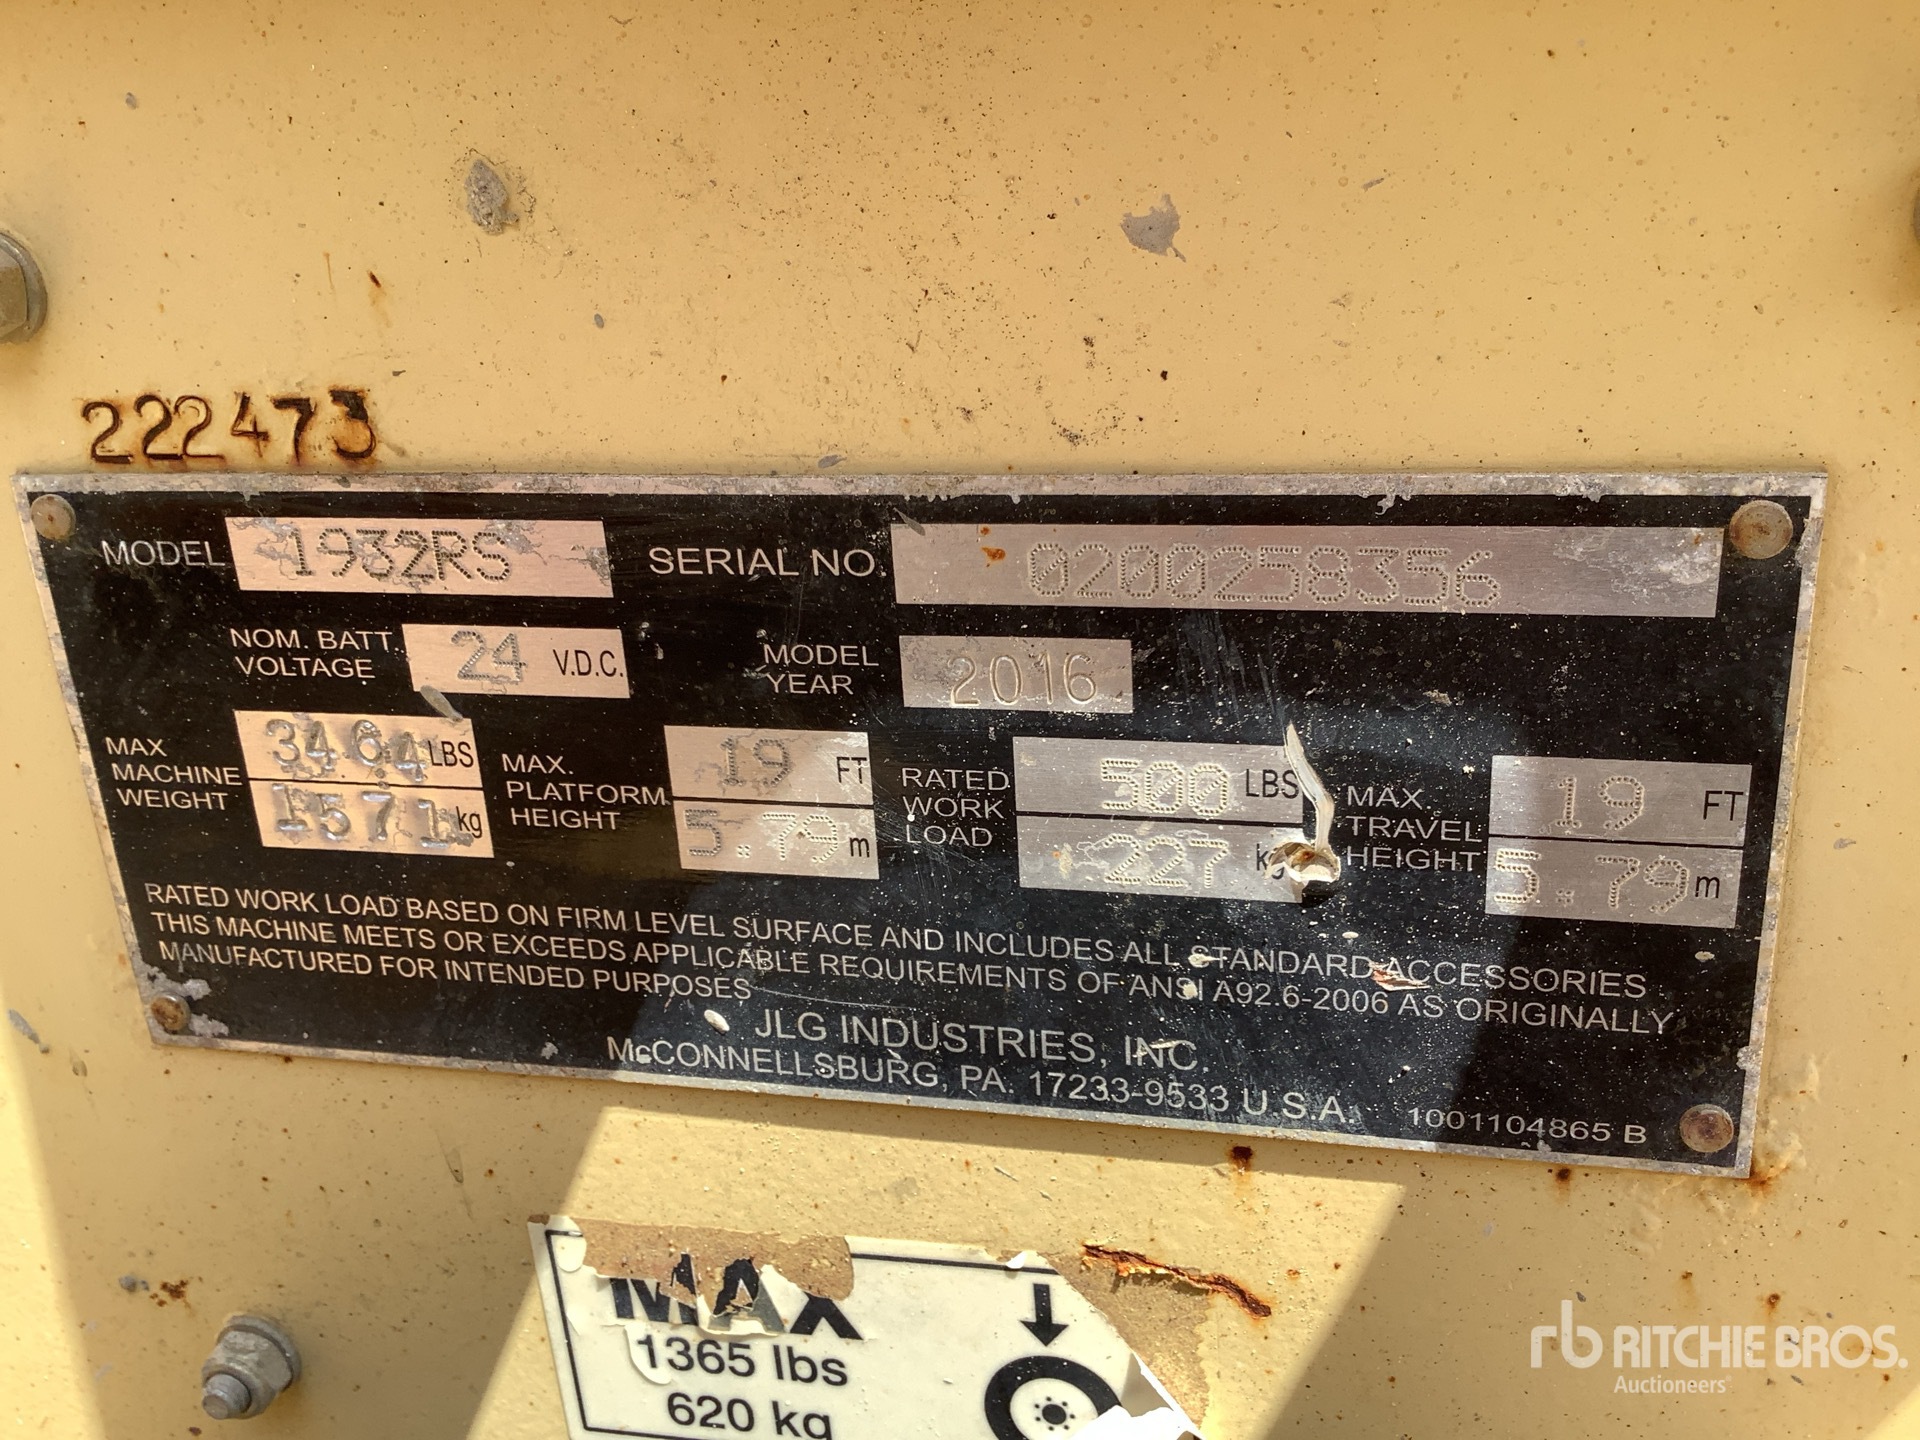 222473
MODEL 1932RS SERIAL NO. 0200258356
NOM. BATT. VOLTAGE 24 V.D.C. MODEL YEAR 2016
MAX MACHINE WEIGHT 3464 LBS 1571 kg MAX. PLATFORM HEIGHT 19 FT 5.79 m RATED WORK LOAD 500 LBS 227 kg MAX. TRAVEL HEIGHT 19 FT 5.79 m
RATED WORK LOAD BASED ON FIRM LEVEL SURFACE AND INCLUDES ALL STANDARD ACCESSORIES
THIS MACHINE MEETS OR EXCEEDS APPLICABLE REQUIREMENTS OF ANSI A92.6-2006 AS ORIGINALLY
MANUFACTURED FOR INTENDED PURPOSES
JLG INDUSTRIES, INC.
McCONNELLSBURG, PA. 17233-9533 U.S.A.
1001104865 B
MAX
1365 lbs
620 kg
rb RITCHIE BROS.
Auctioneers